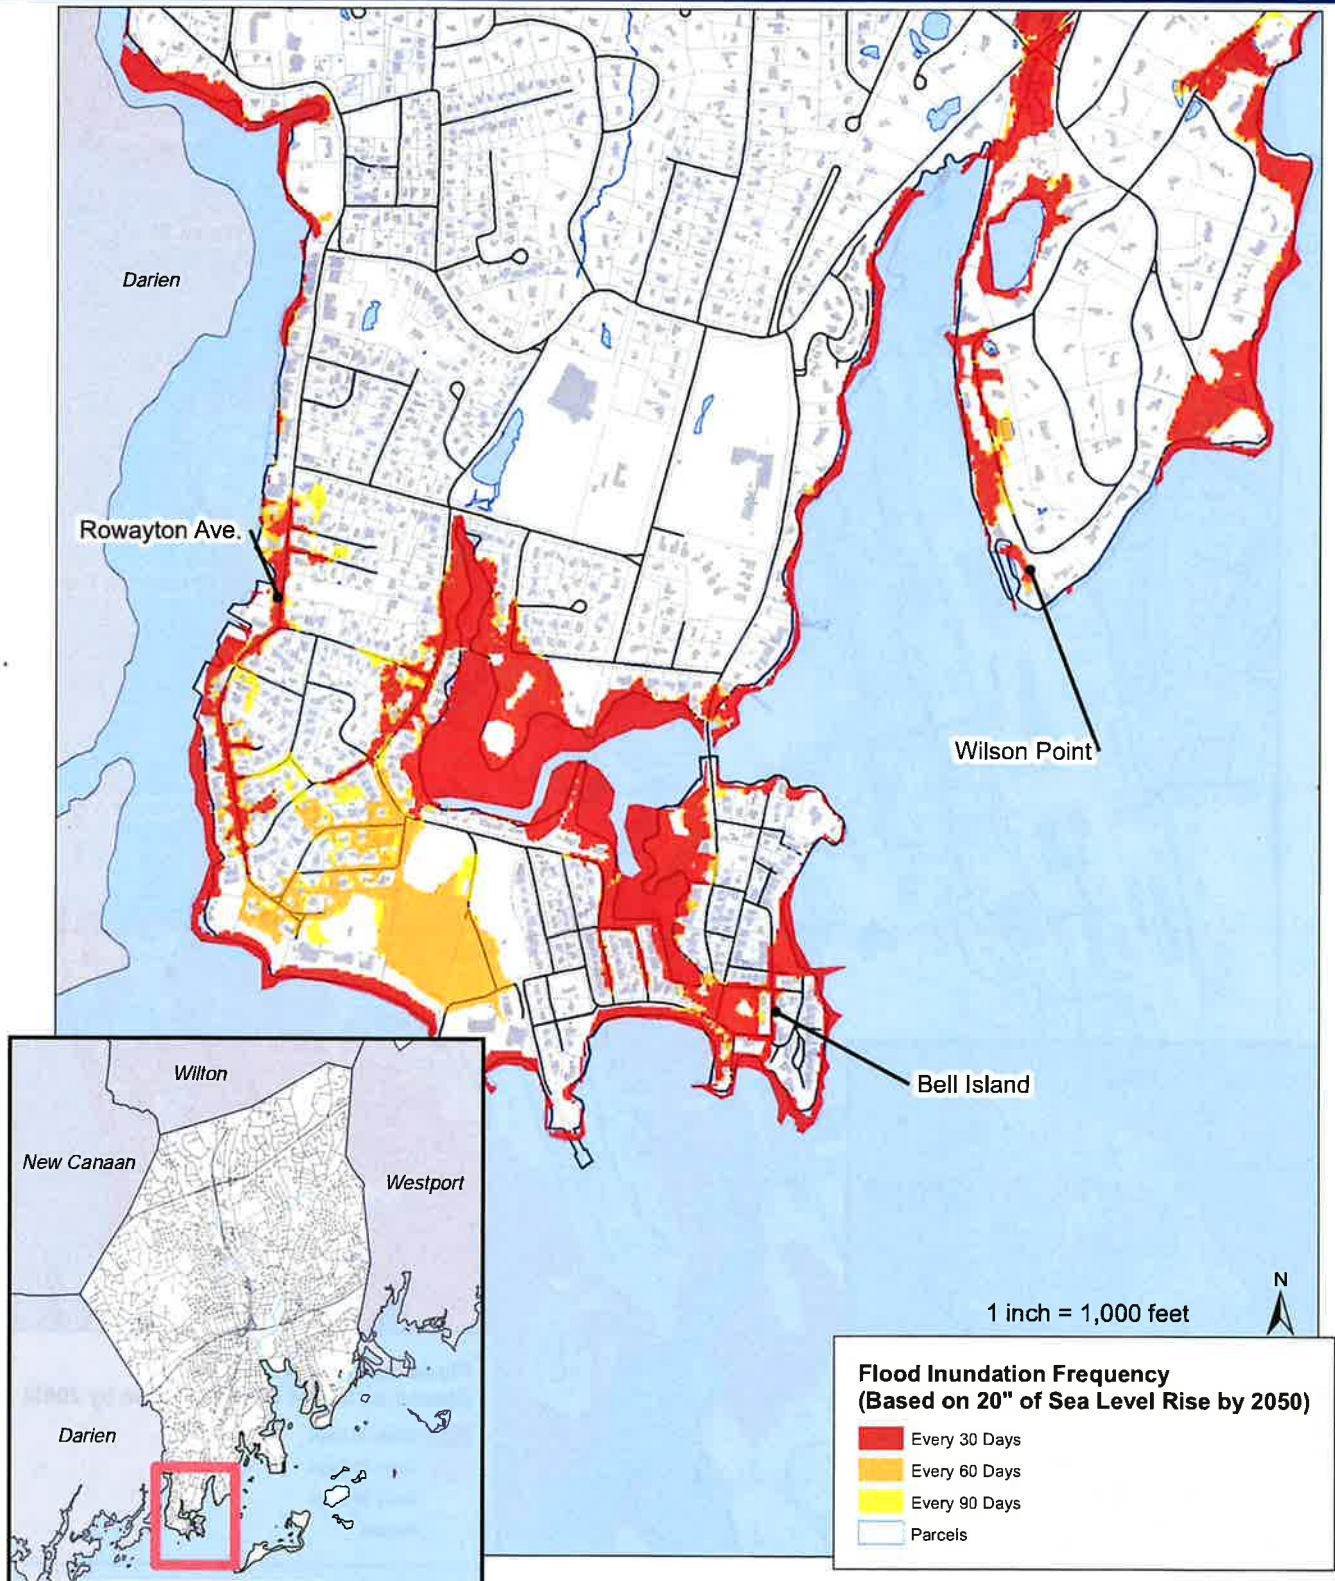 Darien
Rowayton Ave.
Wilson Point
Bell Island
Wilton
New Canaan
Westport
Darien
N
1 inch = 1,000 feet
Flood Inundation Frequency
(Based on 20" of Sea Level Rise by 2050)
Every 30 Days
Every 60 Days
Every 90 Days
Parcels